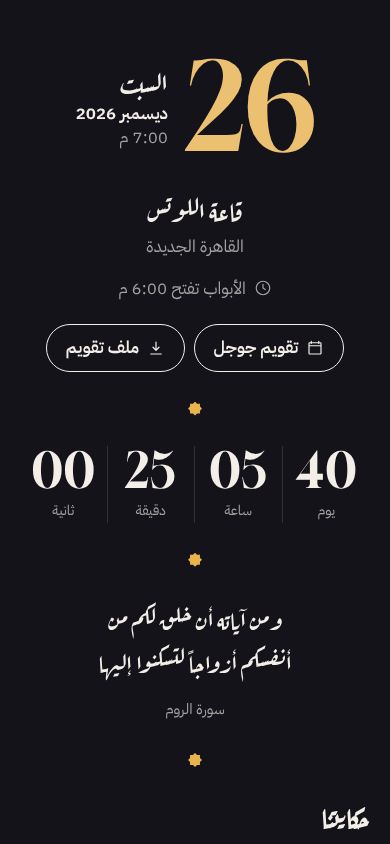 26
السبت
ديسمبر 2026
7:00 م
قاعة اللوتس
القاهرة الجديدة
الأبواب تفتح 6:00 م
تقويم جوجل
ملف تقويم
40 05 25 00
يوم ساعة دقيقة ثانية
ومن آياته أن خلق لكم من
أنفسكم أزواجاً لتسكنوا إليها
سورة الروم
حكايتنا